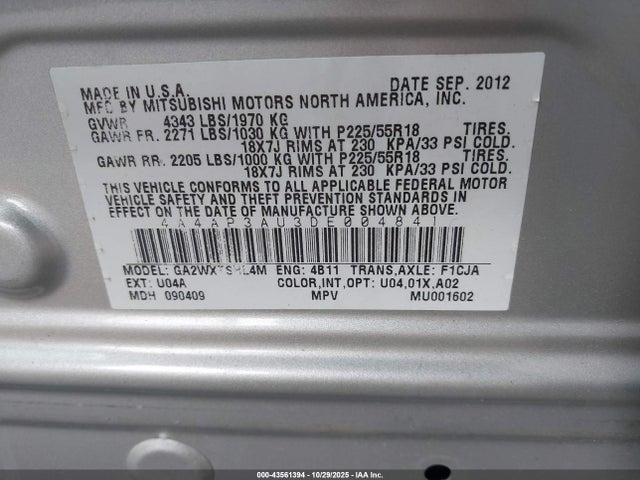 MADE IN U.S.A. DATE SEP. 2012
MFC BY MITSUBISHI MOTORS NORTH AMERICA, INC.
GVWR 4343 LBS/1970 KG
GAWR FR. 2271 LBS/1030 KG WITH P225/55R18 TIRES.
18X7J RIMS AT 230 KPA/33 PSI COLD.
GAWR RR. 2205 LBS/1000 KG WITH P225/55R18 TIRES.
18X7J RIMS AT 230 KPA/33 PSI COLD.
THIS VEHICLE CONFORMS TO ALL APPLICABLE FEDERAL MOTOR
VEHICLE SAFETY AND THEFT PREVENTION STANDARDS IN
EFFECT ON THE DATE OF MANUFACTURE SHOWN ABOVE.
4A4AP3AU3DE004841
MODEL: ENG: 4B11 TRANS,AXLE: F1CJA
EXT: U04A COLOR,INT,OPT: U04,01X,A02
MDH 090409 MPV MU001602
000-43561394 10/29/2025 IAA Inc.